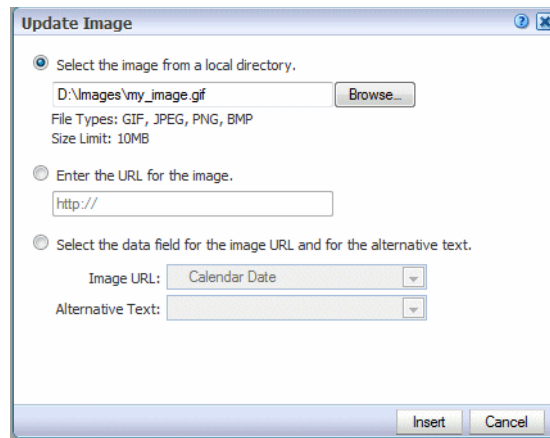 Update Image
Select the image from a local directory.
D:\Images\my_image.gif Browse...
File Types: GIF, JPEG, PNG, BMP
Size Limit: 10MB
Enter the URL for the image.
http://
Select the data field for the image URL and for the alternative text.
Image URL: Calendar Date
Alternative Text:
Insert Cancel